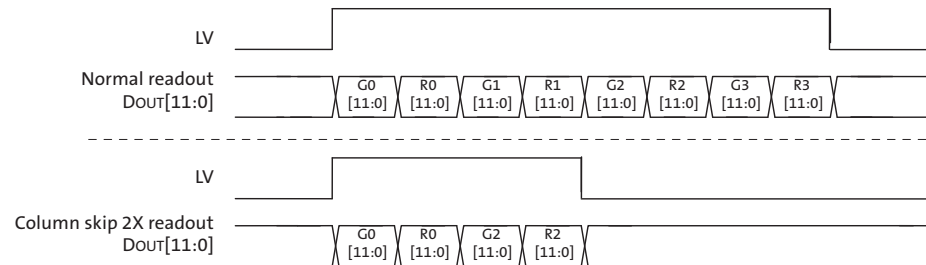 LV
Normal readout
DOUT[11:0]
G0 R0 G1 R1 G2 R2 G3 R3
[11:0] [11:0] [11:0] [11:0] [11:0] [11:0] [11:0] [11:0]
LV
Column skip 2X readout
DOUT[11:0]
G0 R0 G2 R2
[11:0] [11:0] [11:0] [11:0]